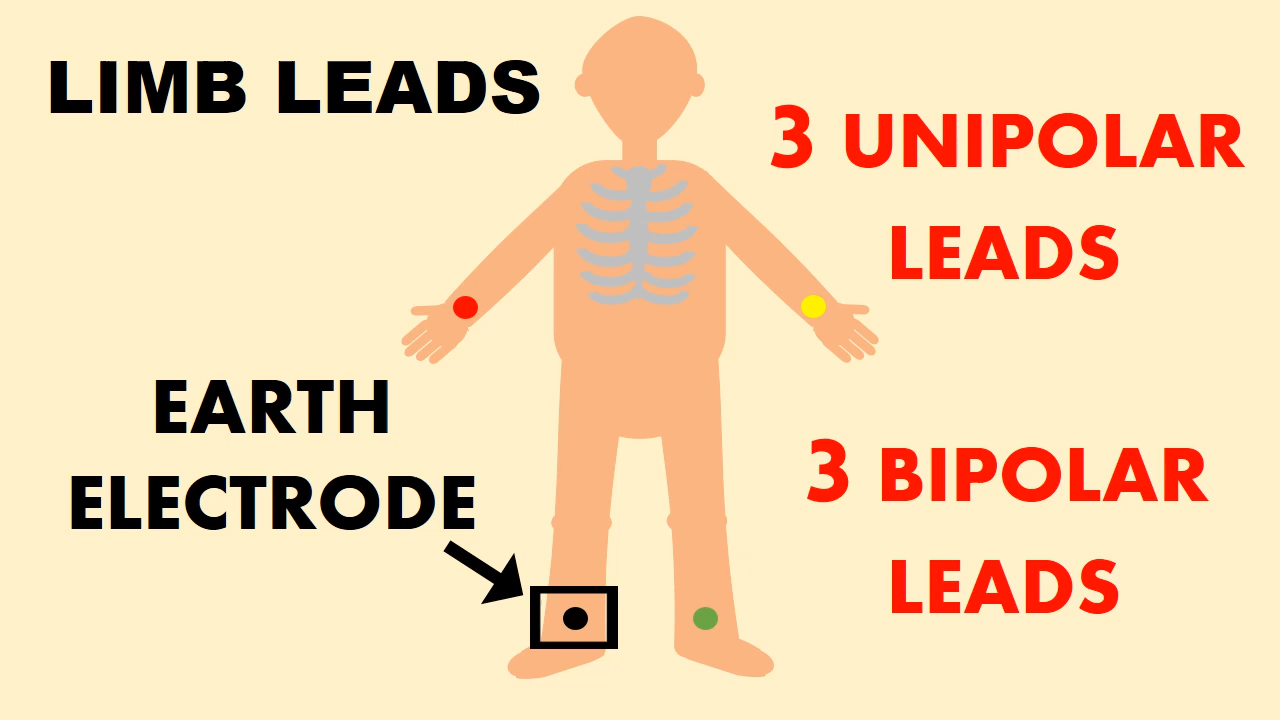 LIMB LEADS
3 UNIPOLAR
LEADS
EARTH
ELECTRODE
3 BIPOLAR
LEADS